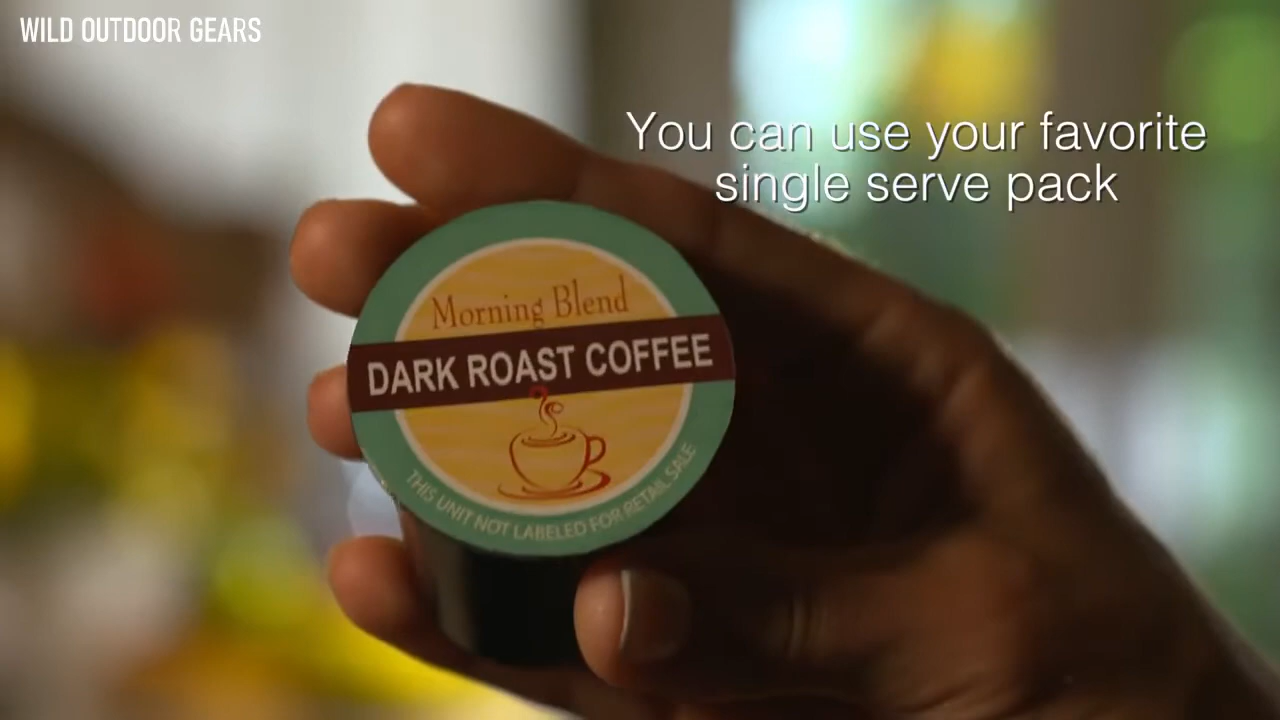 WILD OUTDOOR GEARS
You can use your favorite
single serve pack
Morning Blend
DARK ROAST COFFEE
THIS UNIT NOT LABELED FOR RETAIL SALE